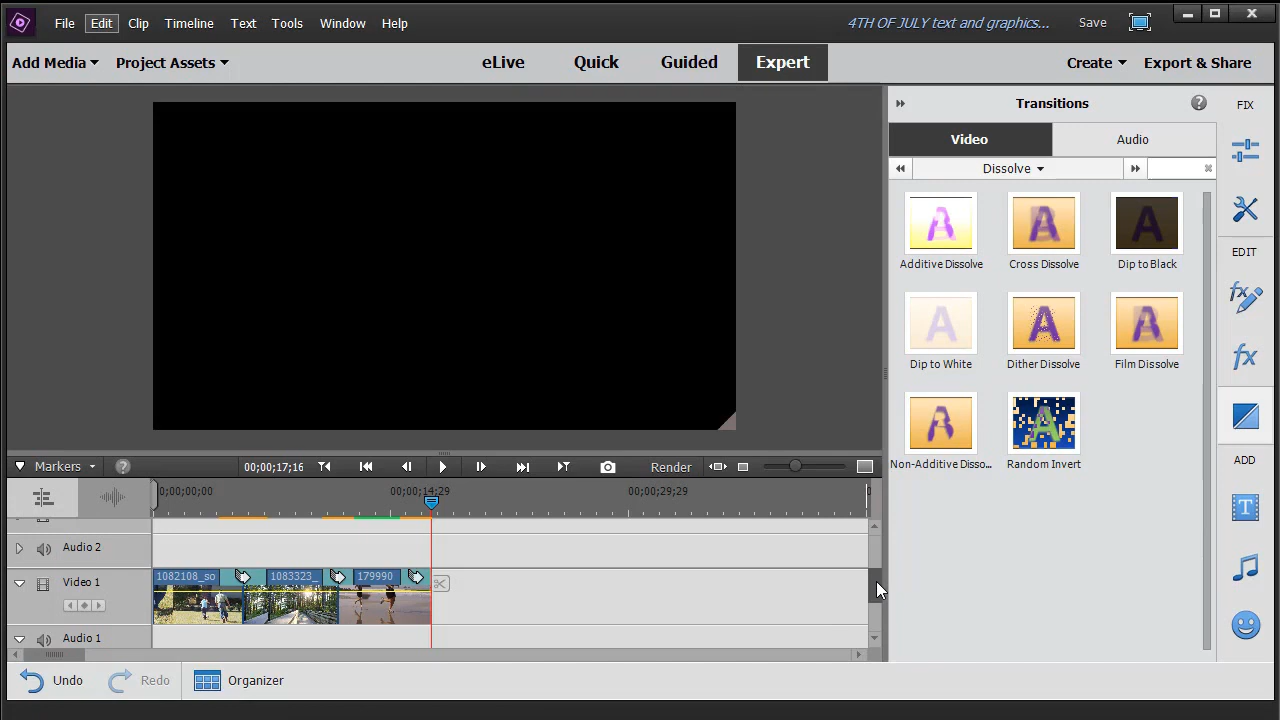 File Edit Clip Timeline Text Tools Window Help
4TH OF JULY text and graphics... Save
Add Media Project Assets
eLive Quick Guided Expert
Create Export & Share
Transitions
FIX
Video Audio
Dissolve
Additive Dissolve Cross Dissolve Dip to Black
EDIT
Dip to White Dither Dissolve Film Dissolve
Non-Additive Disso... Random Invert
ADD
Markers 00;00;17;16 Render
00;00;14;29 00;00;29;29
Audio 2
Video 1
1082108_so 1083323_ 179990
Audio 1
Undo Redo Organizer